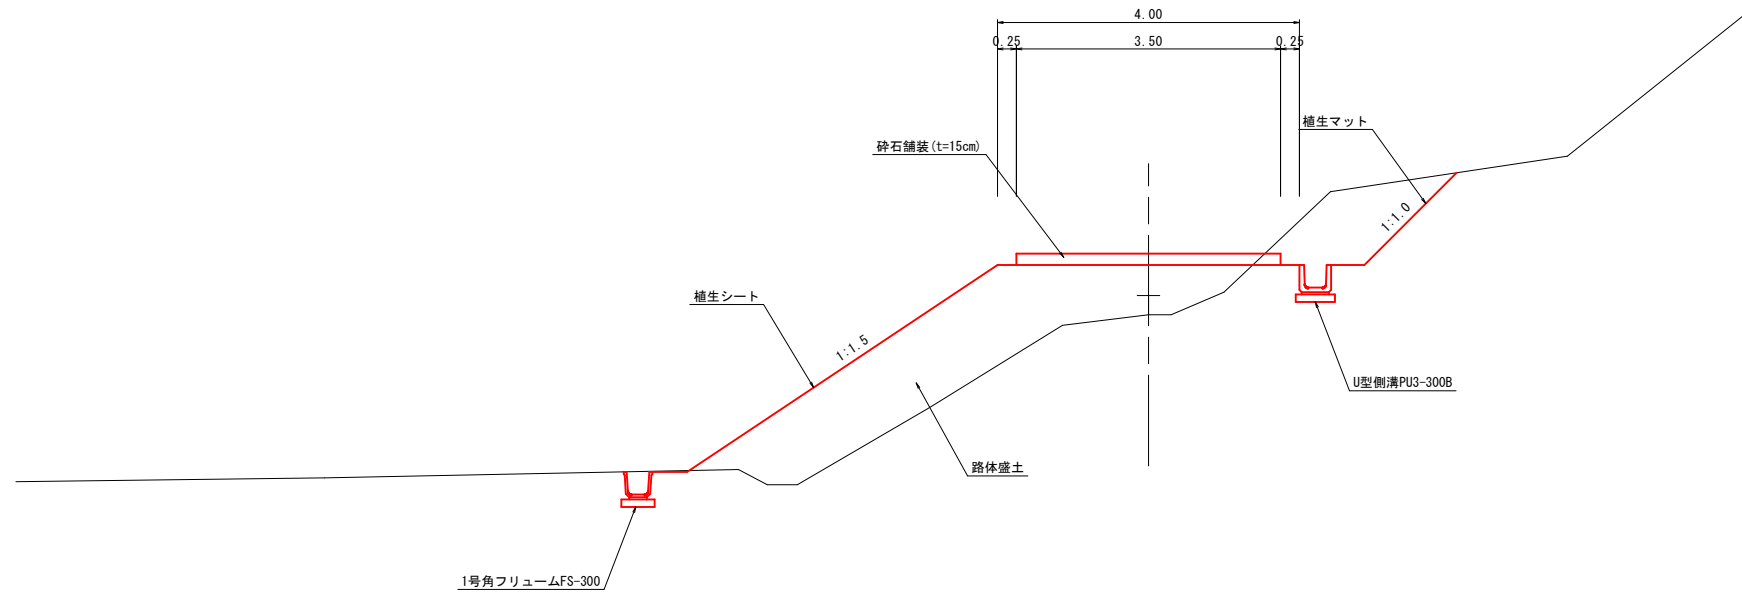 4.00
0.25
3.50
0.25
植生マット
砕石舗装(t=15cm)
1:1.0
植生シート
1:1.5
U型側溝PU3-300B
路体盛土
1号角フリュームFS-300